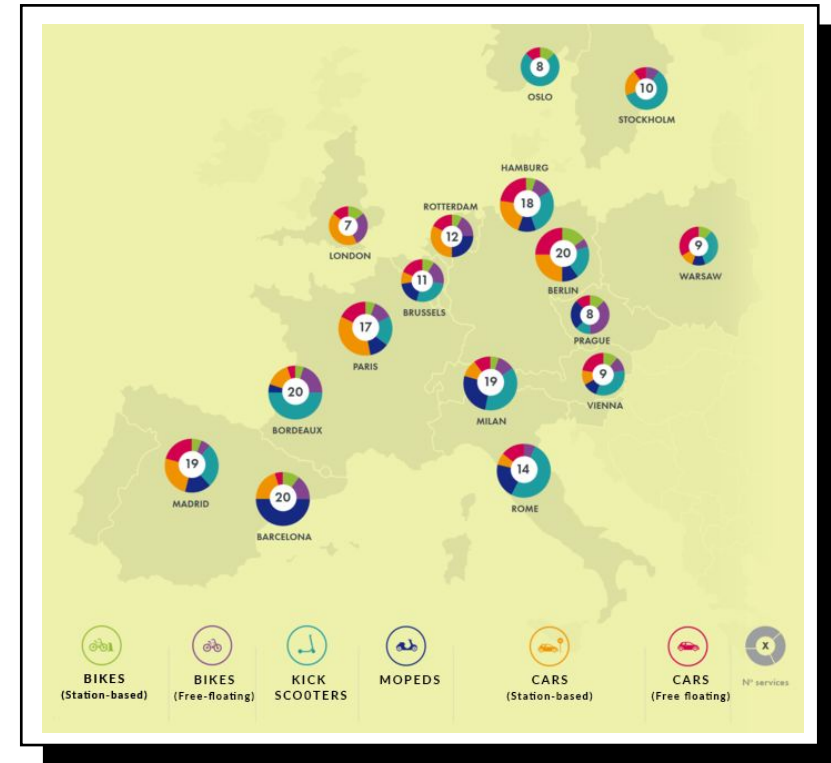 8
OSLO
10
STOCKHOLM
HAMBURG
18
ROTTERDAM
12
7
LONDON
20
BERLIN
9
WARSAW
11
BRUSSELS
8
PRAGUE
17
PARIS
9
VIENNA
19
MILAN
20
BORDEAUX
19
MADRID
14
ROME
20
BARCELONA
BIKES
(Station-based)
BIKES
(Free-floating)
KICK
SCOOTERS
MOPEDS
CARS
(Station-based)
CARS
(Free floating)
X
Nº services